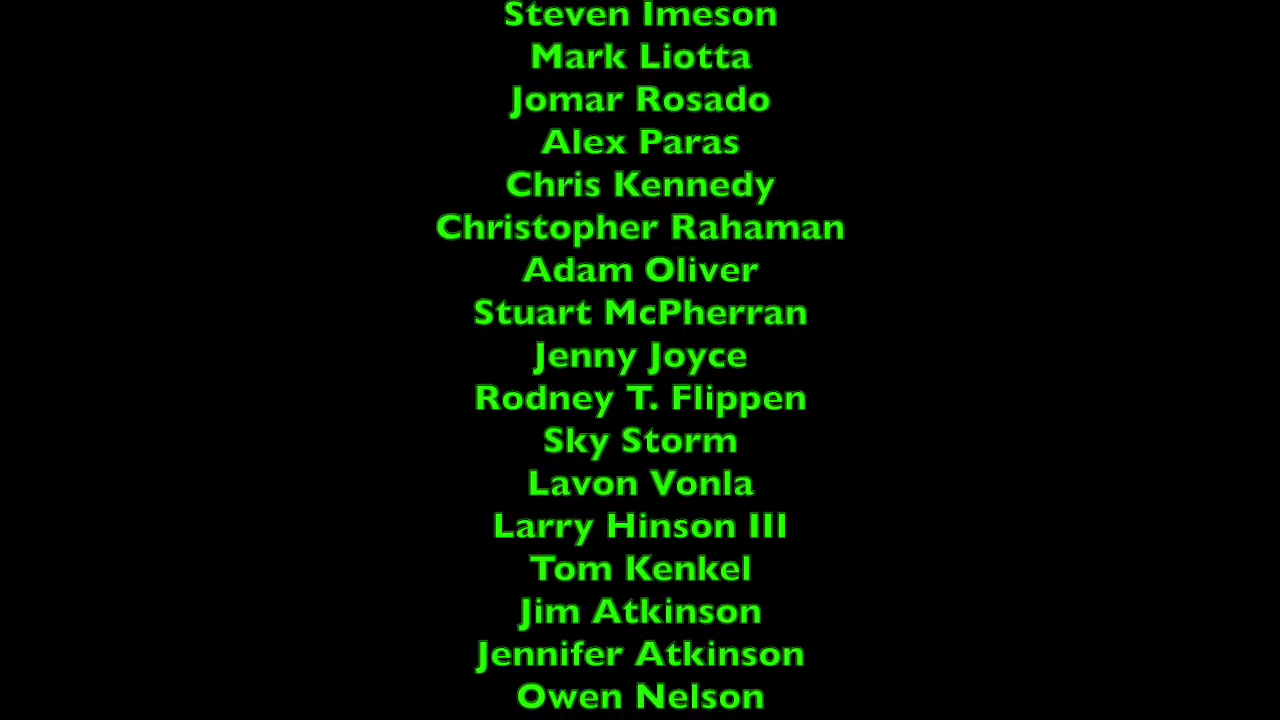 Steven Imeson
Mark Liotta
Jomar Rosado
Alex Paras
Chris Kennedy
Christopher Rahaman
Adam Oliver
Stuart McPherran
Jenny Joyce
Rodney T. Flippen
Sky Storm
Lavon Vonla
Larry Hinson III
Tom Kenkel
Jim Atkinson
Jennifer Atkinson
Owen Nelson